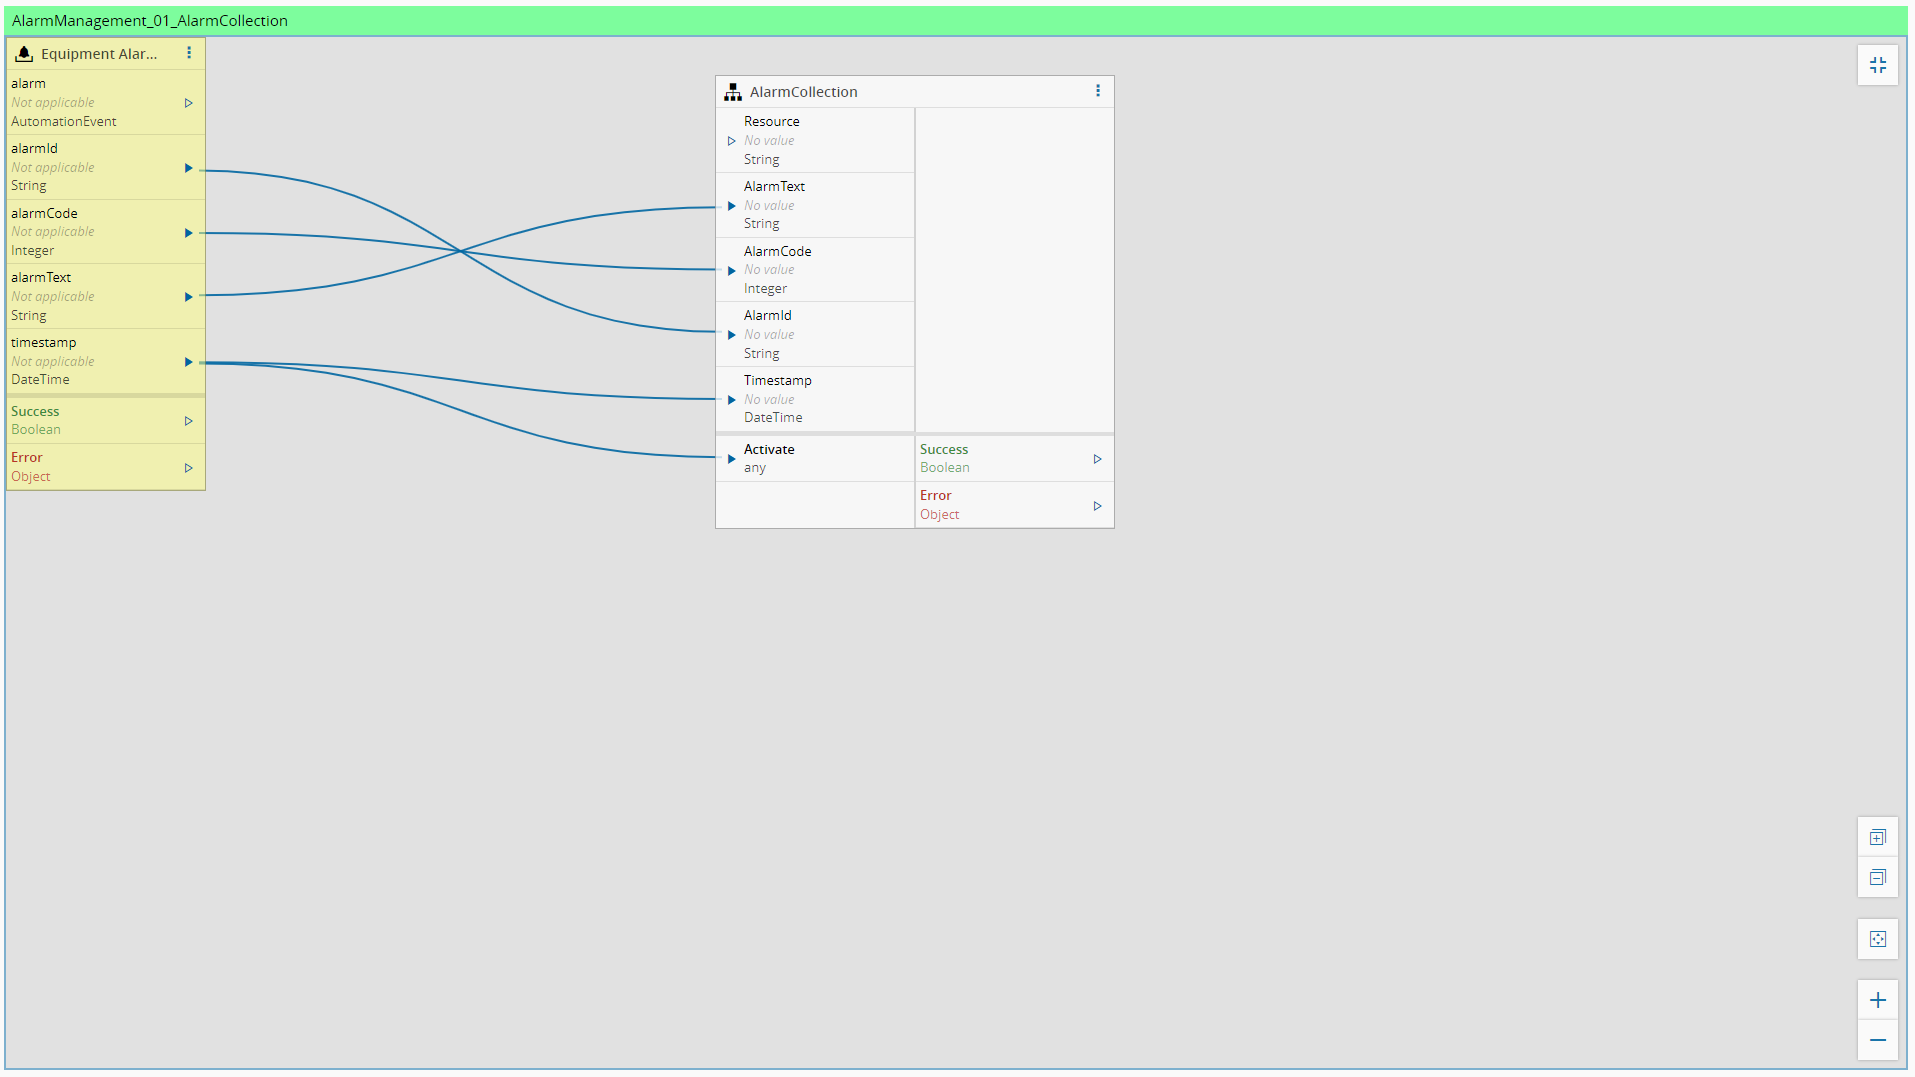 AlarmManagement_01_AlarmCollection
Equipment Alar...
alarm
Not applicable
AutomationEvent
alarmId
Not applicable
String
alarmCode
Not applicable
Integer
alarmText
Not applicable
String
timestamp
Not applicable
DateTime
Success
Boolean
Error
Object
AlarmCollection
Resource
No value
String
AlarmText
No value
String
AlarmCode
No value
Integer
AlarmId
No value
String
Timestamp
No value
DateTime
Activate
any
Success
Boolean
Error
Object